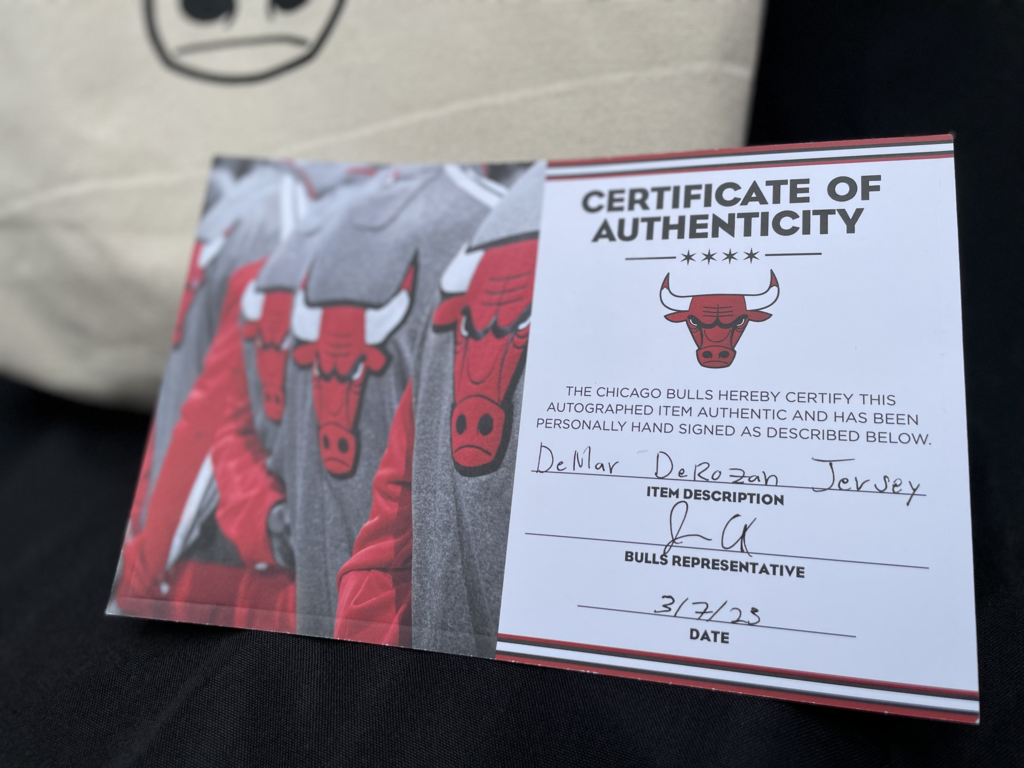 CERTIFICATE OF
AUTHENTICITY
THE CHICAGO BULLS HEREBY CERTIFY THIS
AUTOGRAPHED ITEM AUTHENTIC AND HAS BEEN
PERSONALLY HAND SIGNED AS DESCRIBED BELOW.
DeMar DeRozan Jersey
ITEM DESCRIPTION
BULLS REPRESENTATIVE
3/7/23
DATE